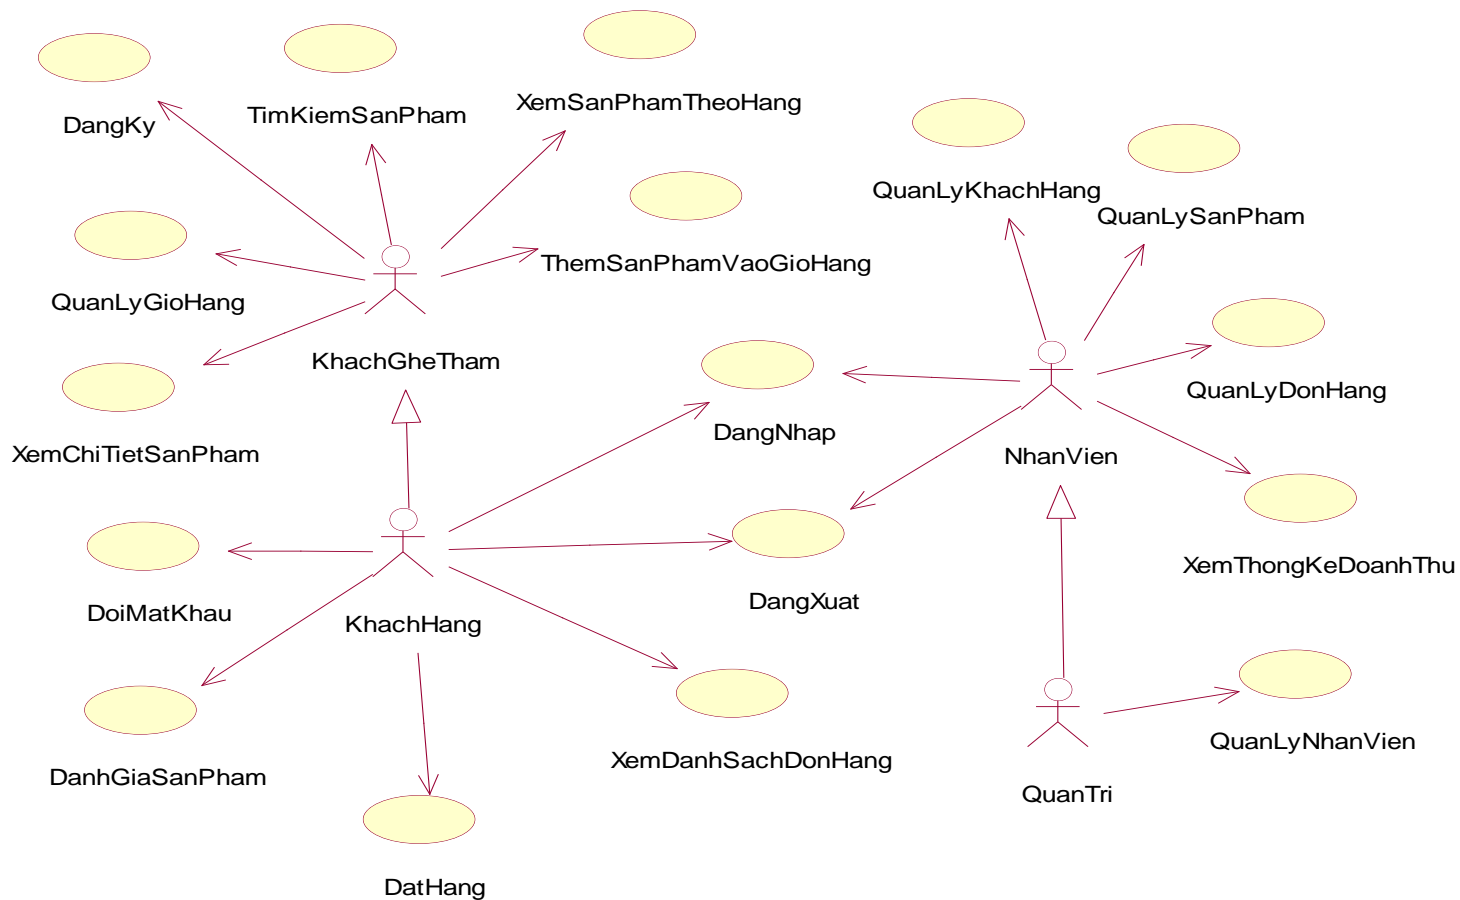 XemSanPhamTheoHang
TimKiemSanPham
DangKy
QuanLyKhachHang
QuanLySanPham
ThemSanPhamVaoGioHang
QuanLyGioHang
KhachGheTham
QuanLyDonHang
DangNhap
XemChiTietSanPham
NhanVien
XemThongKeDoanhThu
DangXuat
DoiMatKhau
KhachHang
QuanLyNhanVien
XemDanhSachDonHang
DanhGiaSanPham
QuanTri
DatHang